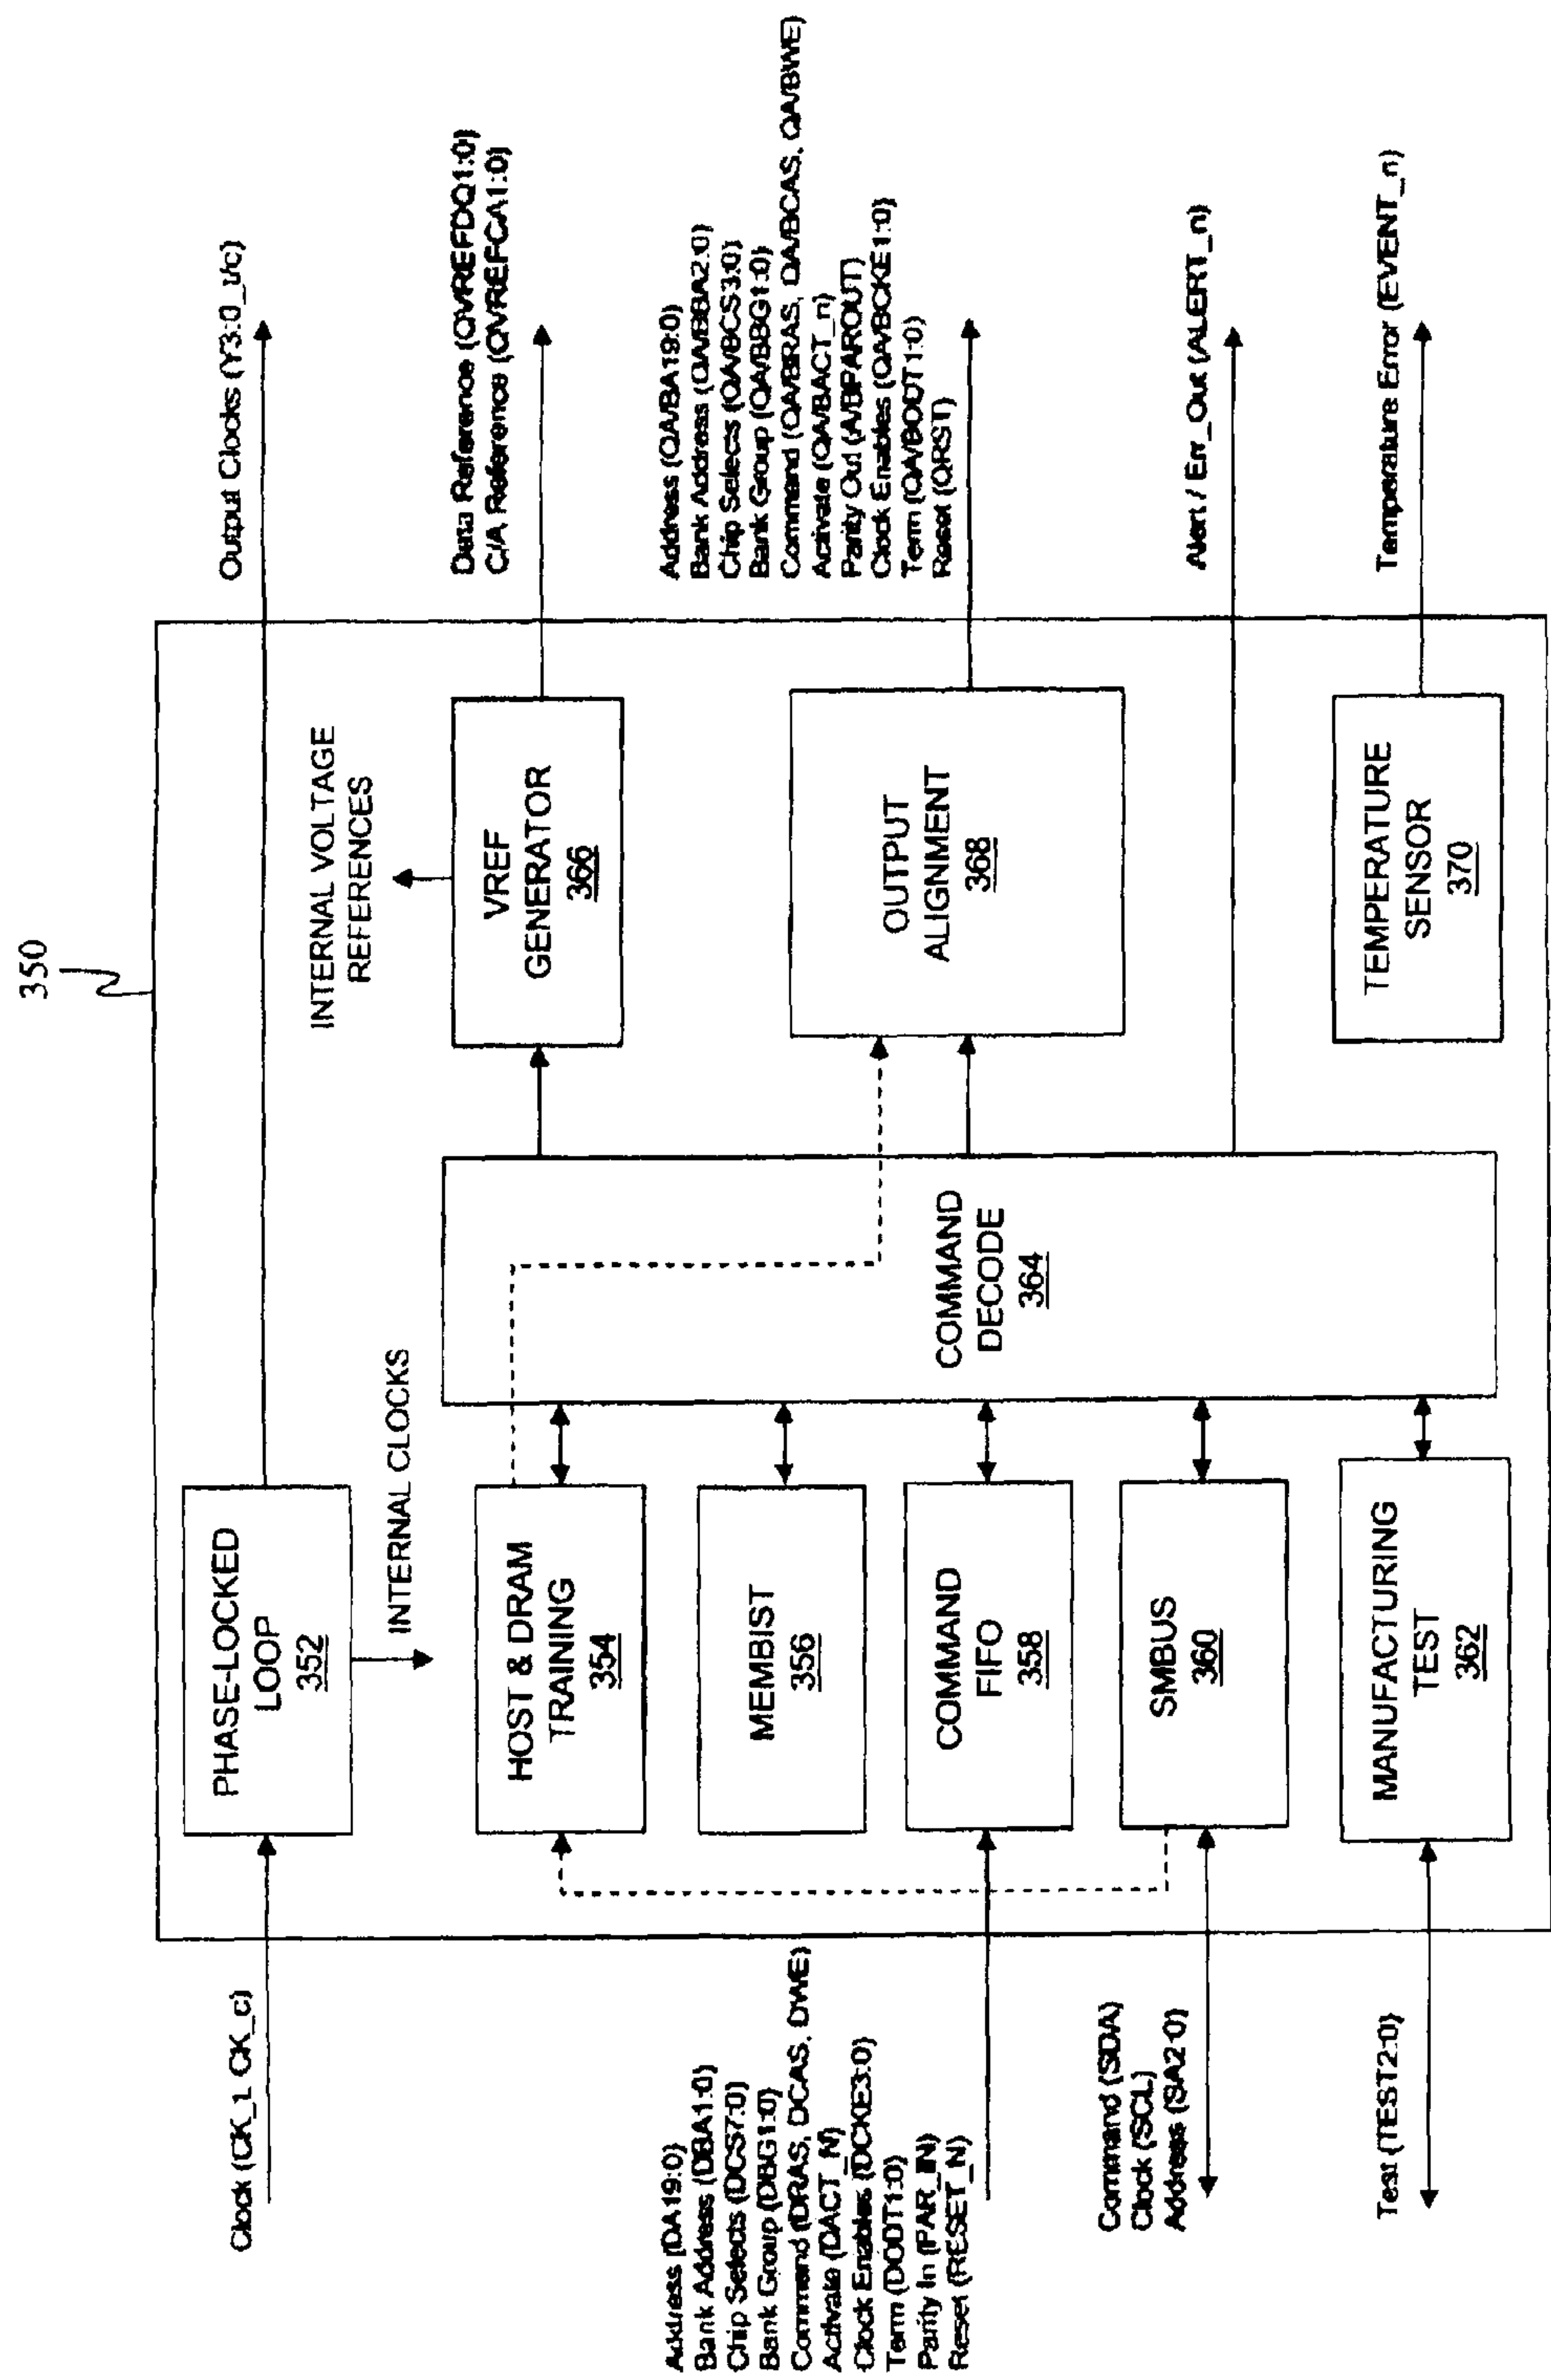 350
Clock (CK_t, CK_c)
PHASE-LOCKED
LOOP
352
Output Clocks (Y3:0_t/c)
INTERNAL CLOCKS
INTERNAL VOLTAGE
REFERENCES
HOST & DRAM
TRAINING
354
VREF
GENERATOR
366
Data Reference (QVREFDQ1:0)
C/A Reference (QVREFCA1:0)
MEMBIST
356
Address [DA19:0)
Bank Address (DBA1:0)
Chip Selects (DCS7:0)
Bank Group (DBG1:0)
Command (DRAS, DCAS, DWE)
Activate (DACT_N)
Clock Enables (DCKE3:0)
Term (DODT1:0)
Parity In (PAR_IN)
Reset (RESET_N)
COMMAND
FIFO
358
COMMAND
DECODE
364
OUTPUT
ALIGNMENT
368
Address (QA/BA19:0)
Bank Address (QA/BBA2:0)
Chip Selects (QA/BCS3:0)
Bank Group (QA/BBG1:0)
Command (QA/BRAS, QA/BCAS, QA/BWE)
Activate (QA/BACT_n)
Parity Out (A/BPAROUT)
Clock Enables (QA/BCKE1:0)
Term (QA/BODT1:0)
Reset (QRST)
Command (SDA)
Clock (SCL)
Address (SA2:0)
SMBUS
360
Alert / Err_Out (ALERT_n)
Test (TEST2:0)
MANUFACTURING
TEST
362
TEMPERATURE
SENSOR
370
Temperature Error (EVENT_n)